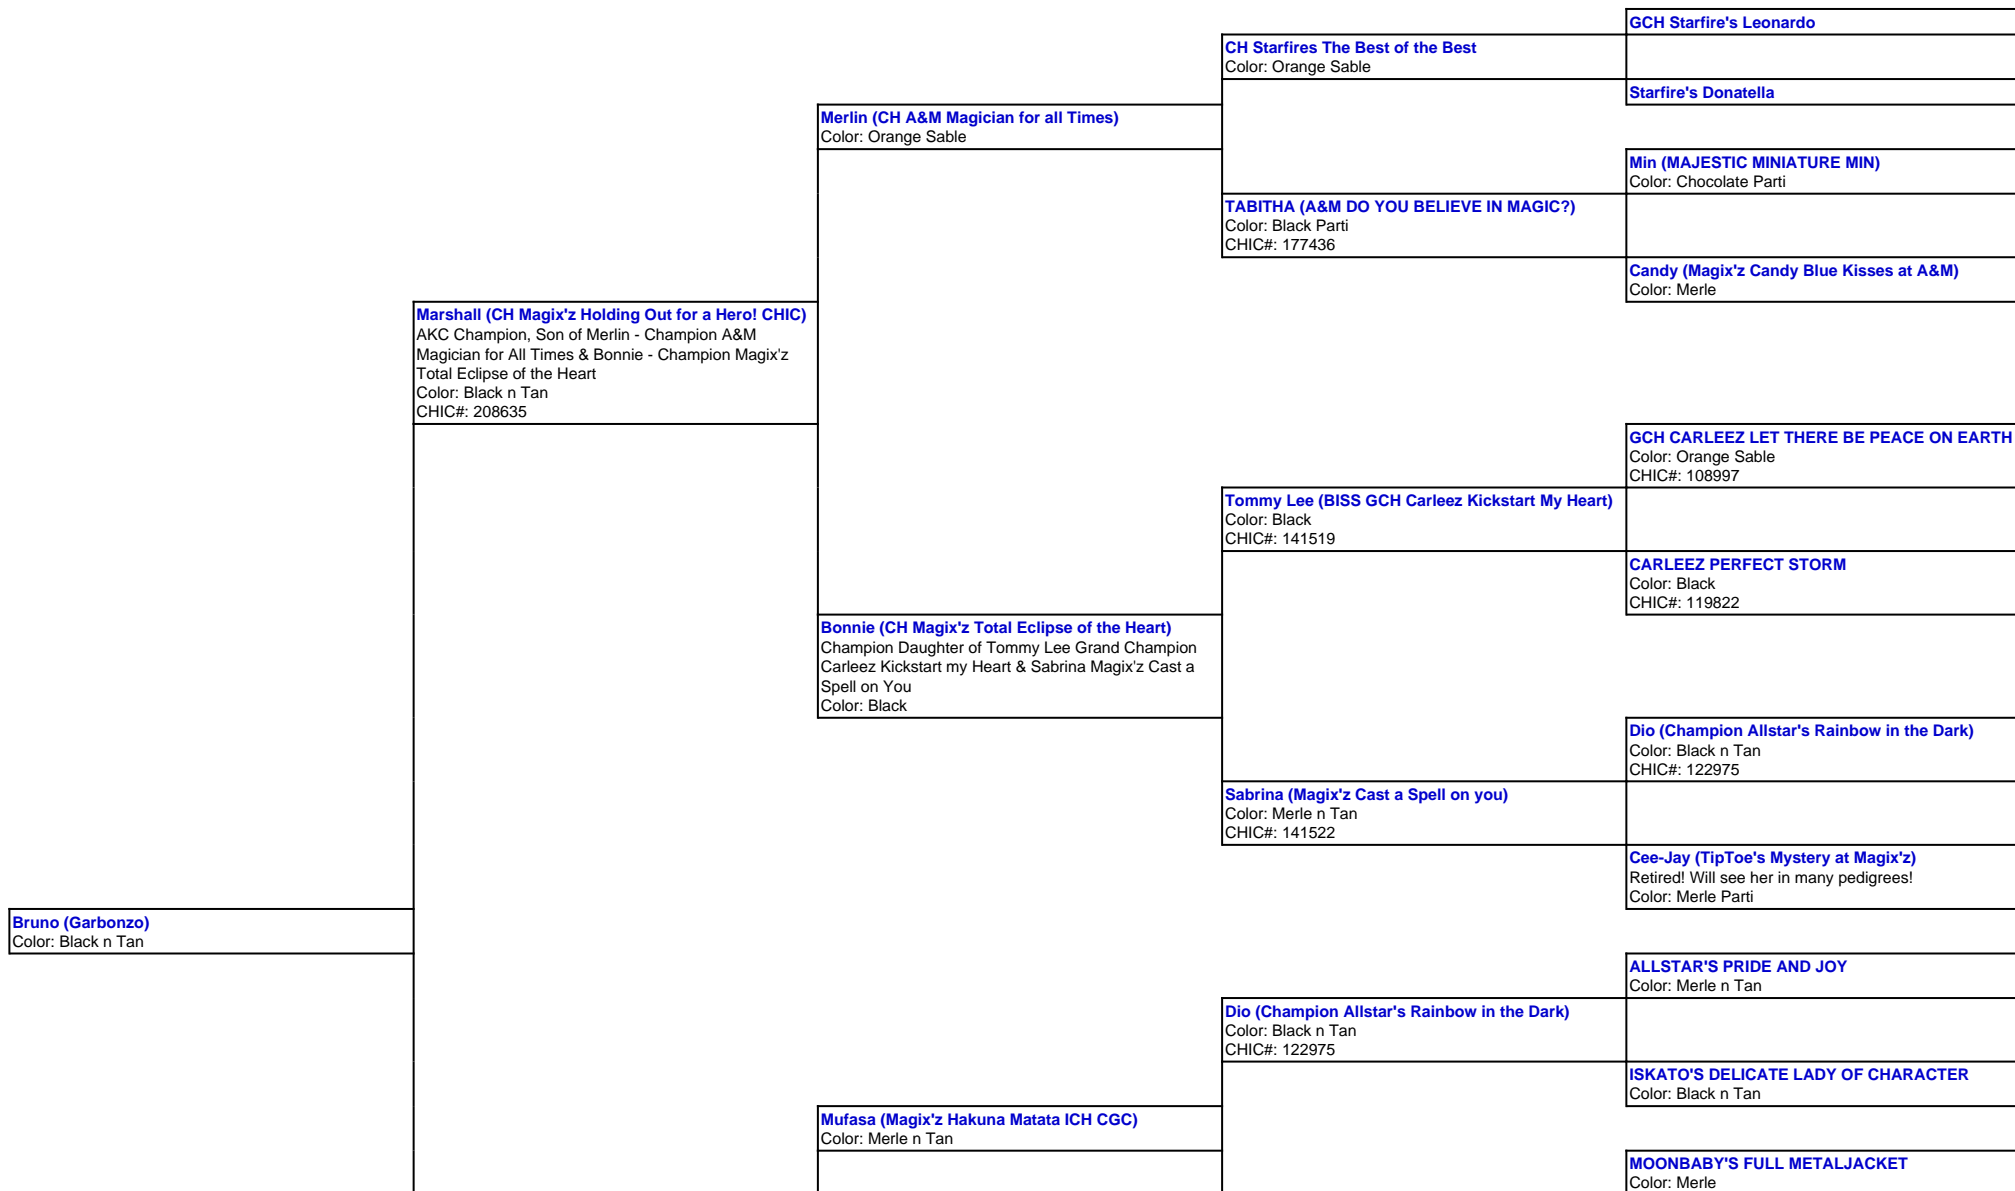 GCH Starfire's Leonardo
CH Starfires The Best of the Best
Color: Orange Sable
Starfire's Donatella
Merlin (CH A&M Magician for all Times)
Color: Orange Sable
Min (MAJESTIC MINIATURE MIN)
Color: Chocolate Parti
TABITHA (A&M DO YOU BELIEVE IN MAGIC?)
Color: Black Parti
CHIC#: 177436
Candy (Magix'z Candy Blue Kisses at A&M)
Color: Merle
Marshall (CH Magix'z Holding Out for a Hero! CHIC)
AKC Champion, Son of Merlin - Champion A&M
Magician for All Times & Bonnie - Champion Magix'z
Total Eclipse of the Heart
Color: Black n Tan
CHIC#: 208635
GCH CARLEEZ LET THERE BE PEACE ON EARTH
Color: Orange Sable
CHIC#: 108997
Tommy Lee (BISS GCH Carleez Kickstart My Heart)
Color: Black
CHIC#: 141519
CARLEEZ PERFECT STORM
Color: Black
CHIC#: 119822
Bonnie (CH Magix'z Total Eclipse of the Heart)
Champion Daughter of Tommy Lee Grand Champion
Carleez Kickstart my Heart & Sabrina Magix'z Cast a
Spell on You
Color: Black
Dio (Champion Allstar's Rainbow in the Dark)
Color: Black n Tan
CHIC#: 122975
Sabrina (Magix'z Cast a Spell on you)
Color: Merle n Tan
CHIC#: 141522
Cee-Jay (TipToe's Mystery at Magix'z)
Retired! Will see her in many pedigrees!
Color: Merle Parti
Bruno (Garbonzo)
Color: Black n Tan
ALLSTAR'S PRIDE AND JOY
Color: Merle n Tan
Dio (Champion Allstar's Rainbow in the Dark)
Color: Black n Tan
CHIC#: 122975
ISKATO'S DELICATE LADY OF CHARACTER
Color: Black n Tan
Mufasa (Magix'z Hakuna Matata ICH CGC)
Color: Merle n Tan
MOONBABY'S FULL METALJACKET
Color: Merle